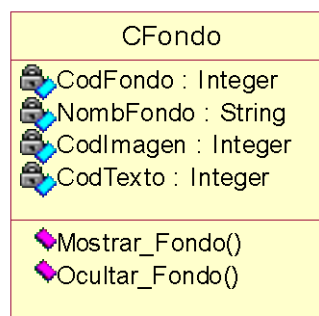 CFondo
CodFondo : Integer
NombFondo : String
CodImagen : Integer
CodTexto : Integer
Mostrar_Fondo()
Ocultar_Fondo()